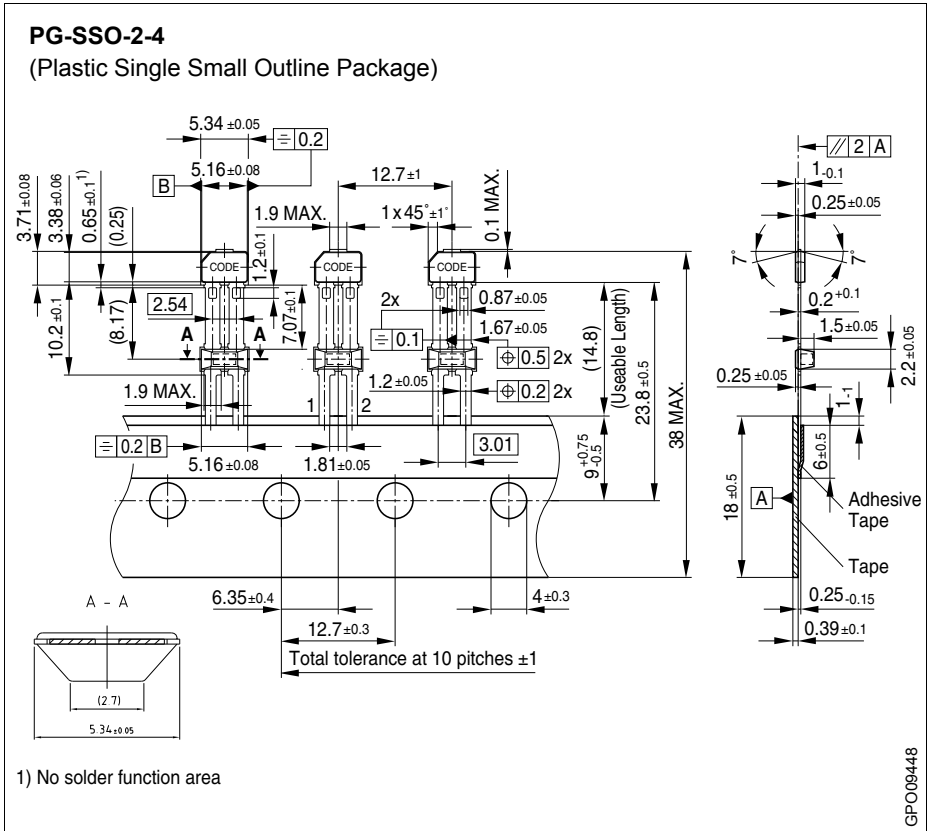 PG-SSO-2-4
(Plastic Single Small Outline Package)
5.34 ±0.05
⌯ 0.2
// 2 A
B
5.16±0.08
12.7±1
1-0.1
3.71±0.08
3.38±0.06
0.65±0.1 1)
(0.25)
1.9 MAX.
1 x 45° ±1°
0.1 MAX.
0.25±0.05
1.2±0.1
CODE
CODE
CODE
7°
7°
2x
0.87±0.05
0.2+0.1
2.54
10.2±0.1
(8.17)
7.07±0.1
⌯ 0.1
1.67±0.05
1.5±0.05
A
A
⌖ 0.5 2x
(14.8)
(Useable Length)
23.8±0.5
38 MAX.
2.2±0.05
1.9 MAX.
1
2
1.2 ±0.05
⌖ 0.2 2x
0.25 ±0.05
1-1
⌯ 0.2 B
3.01
5.16±0.08
1.81±0.05
9 +0.75 -0.5
6±0.5
18±0.5
A
Adhesive
Tape
Tape
A - A
6.35±0.4
4±0.3
0.25-0.15
12.7±0.3
0.39±0.1
Total tolerance at 10 pitches ±1
(2.7)
5.34±0.05
1) No solder function area
GPO09448